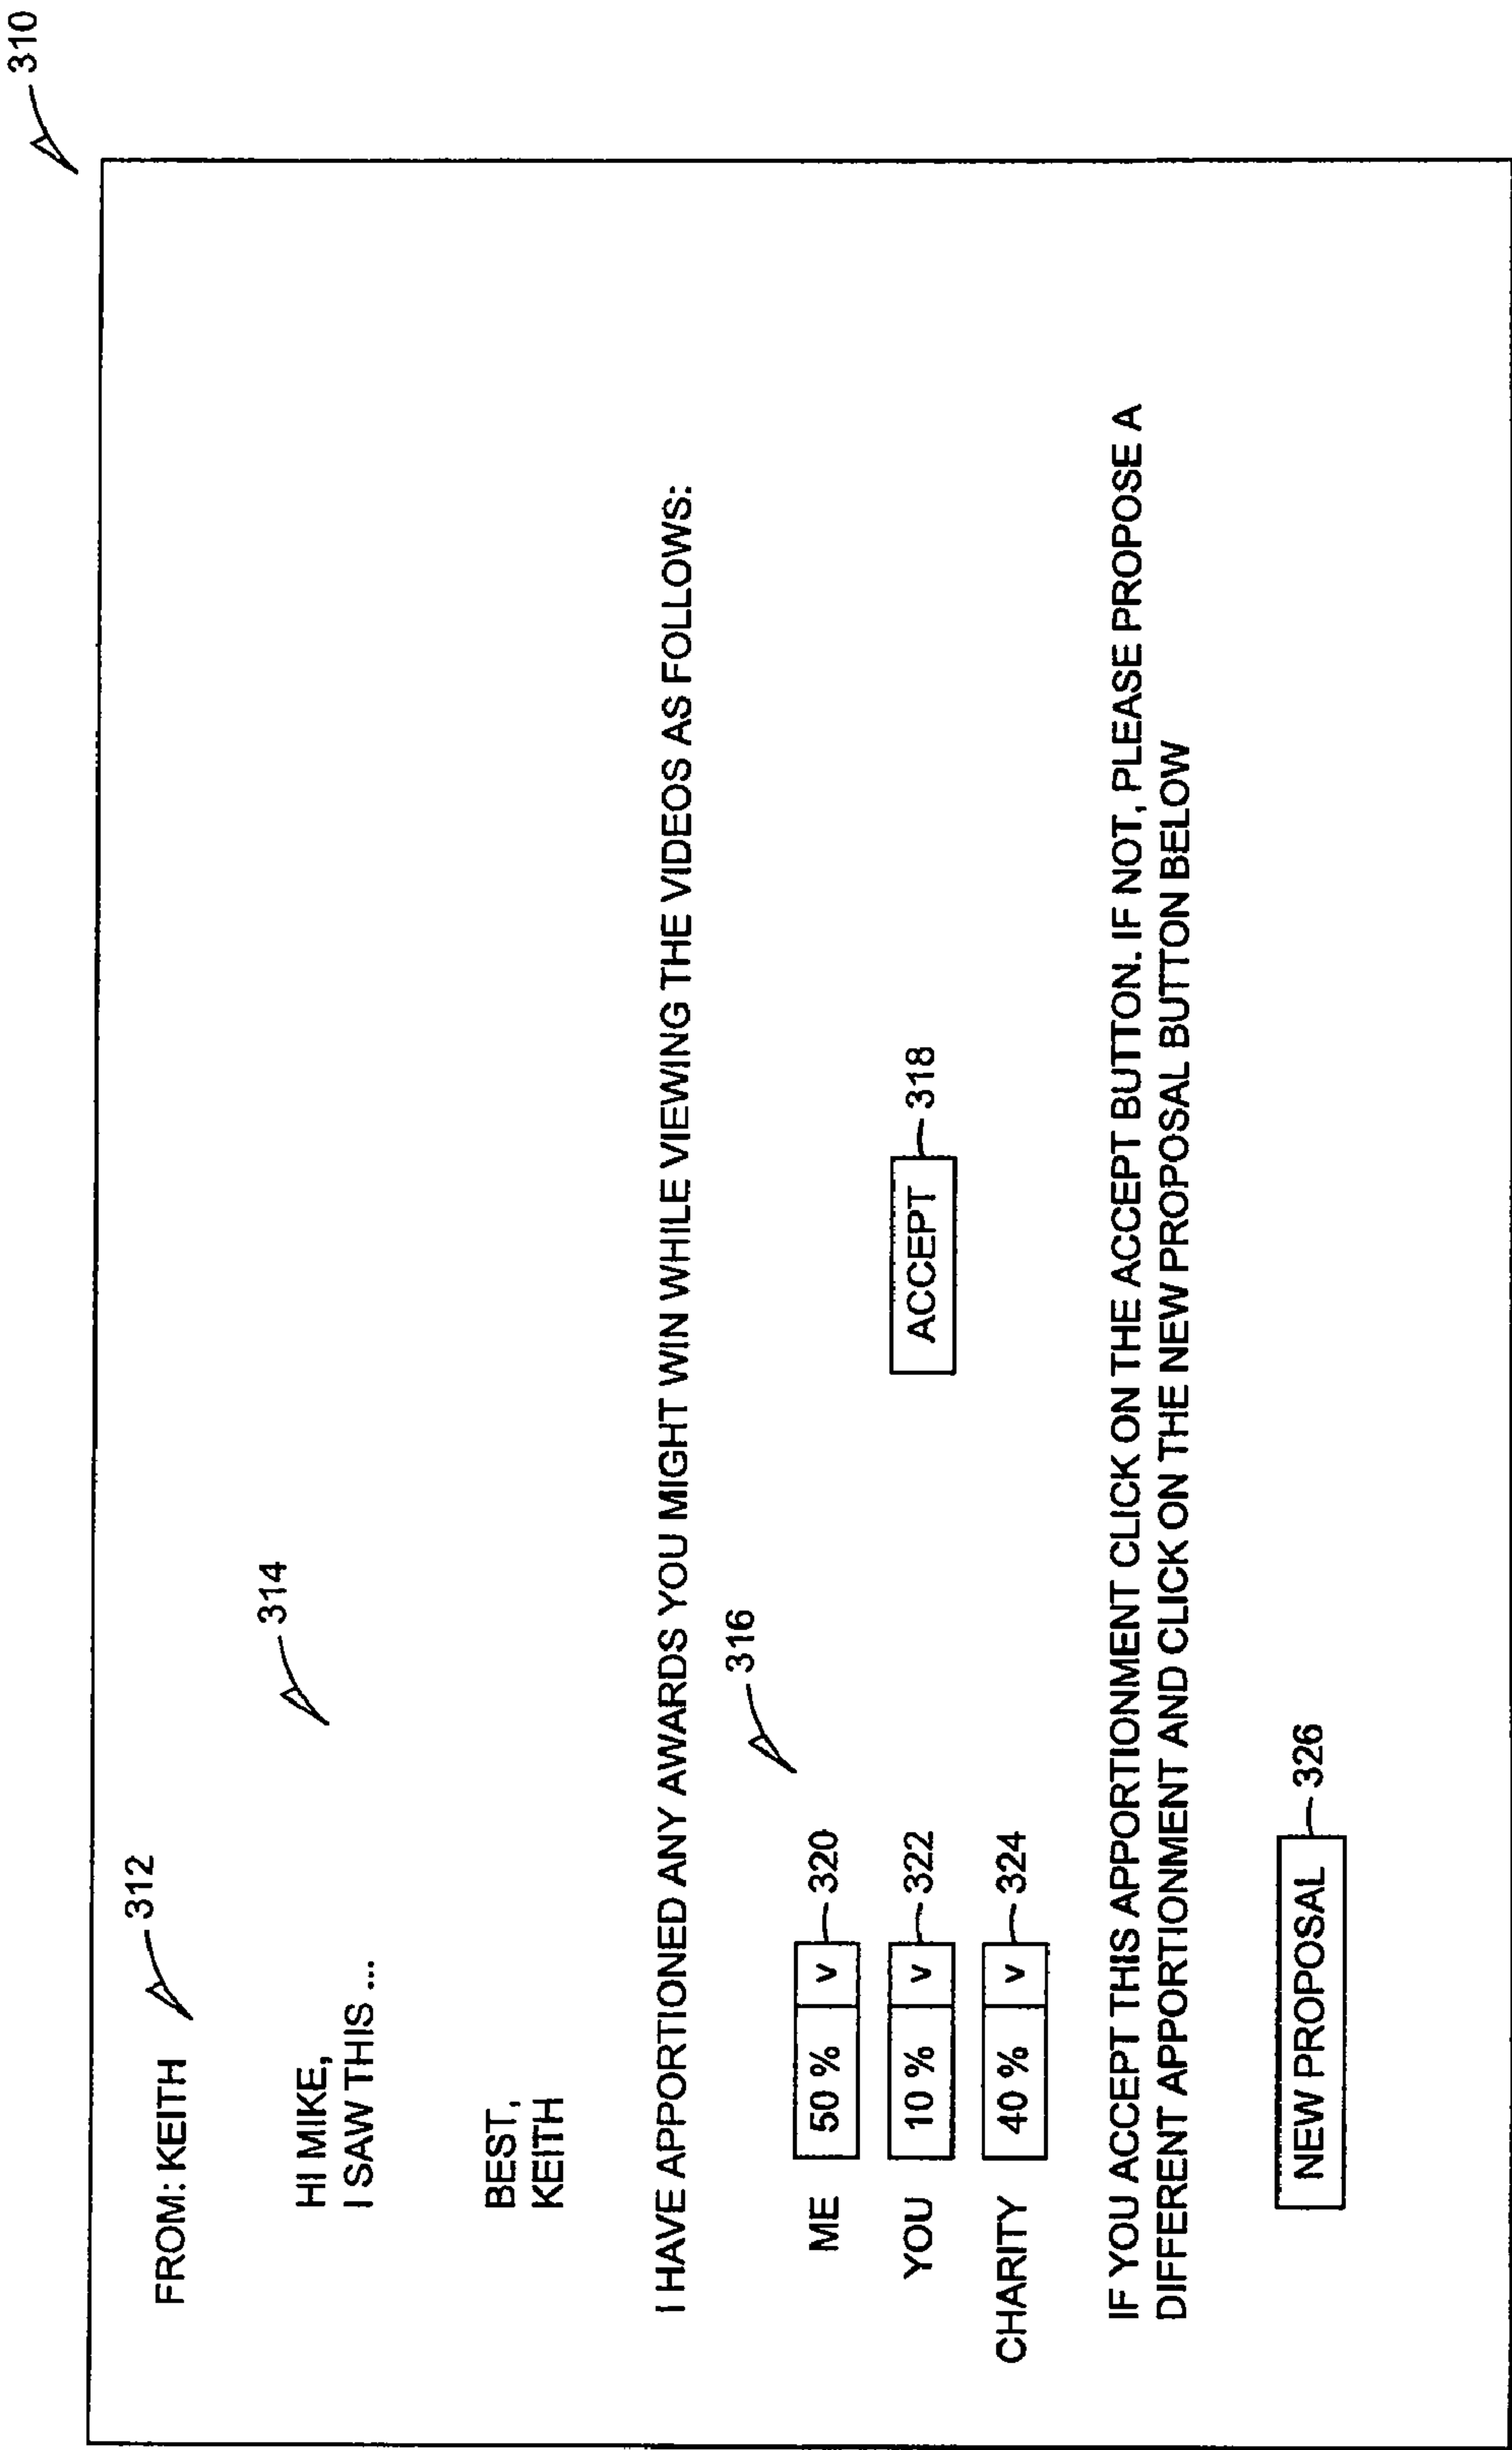 310
FROM: KEITH 312
314
HI MIKE,
I SAW THIS ...
BEST,
KEITH
I HAVE APPORTIONED ANY AWARDS YOU MIGHT WIN WHILE VIEWING THE VIDEOS AS FOLLOWS:
316
ME 50 % v 320
YOU 10 % v 322 ACCEPT 318
CHARITY 40 % v 324
IF YOU ACCEPT THIS APPORTIONMENT CLICK ON THE ACCEPT BUTTON. IF NOT, PLEASE PROPOSE A
DIFFERENT APPORTIONMENT AND CLICK ON THE NEW PROPOSAL BUTTON BELOW
NEW PROPOSAL 326